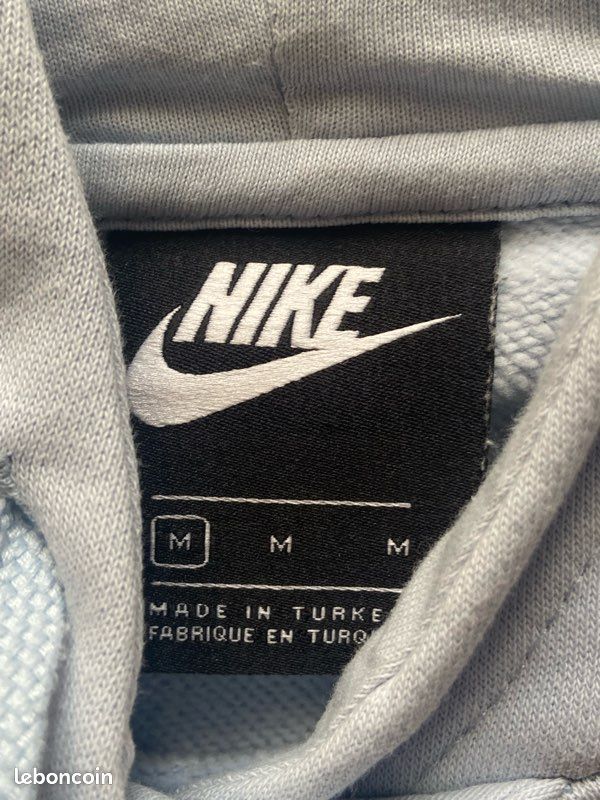 NIKE
M M M
MADE IN TURKE
FABRIQUE EN TURQ
leboncoin